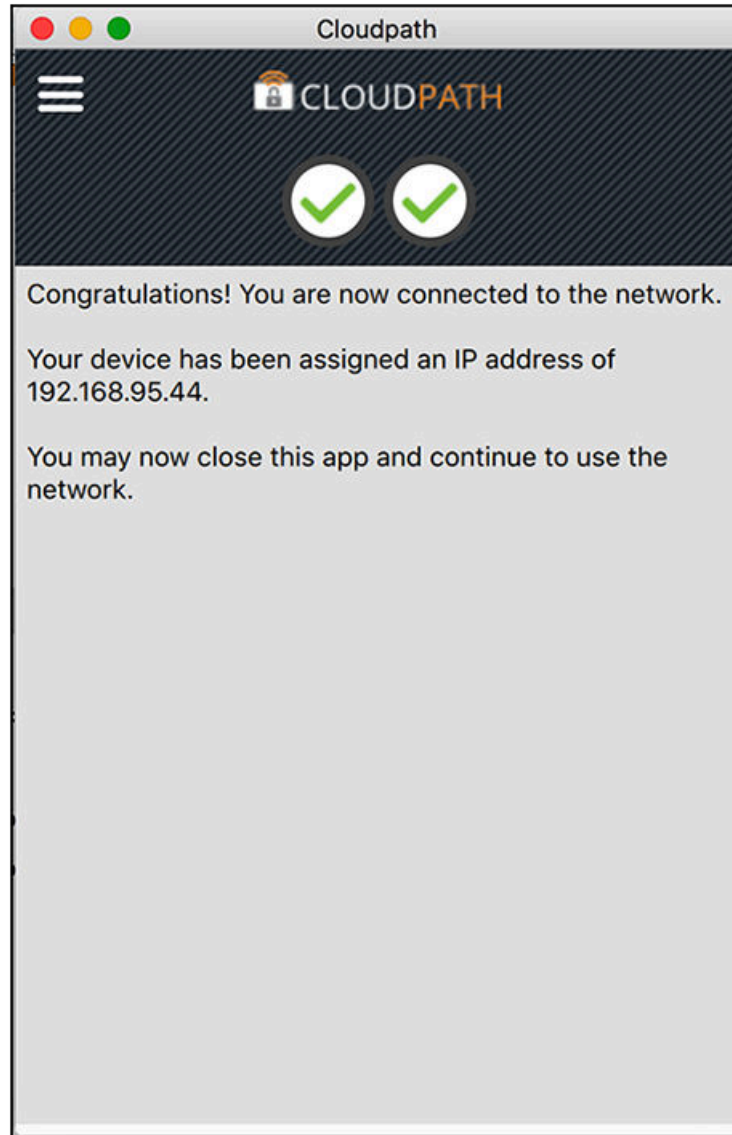 Cloudpath
CLOUDPATH
Congratulations! You are now connected to the network.
Your device has been assigned an IP address of
192.168.95.44.
You may now close this app and continue to use the
network.